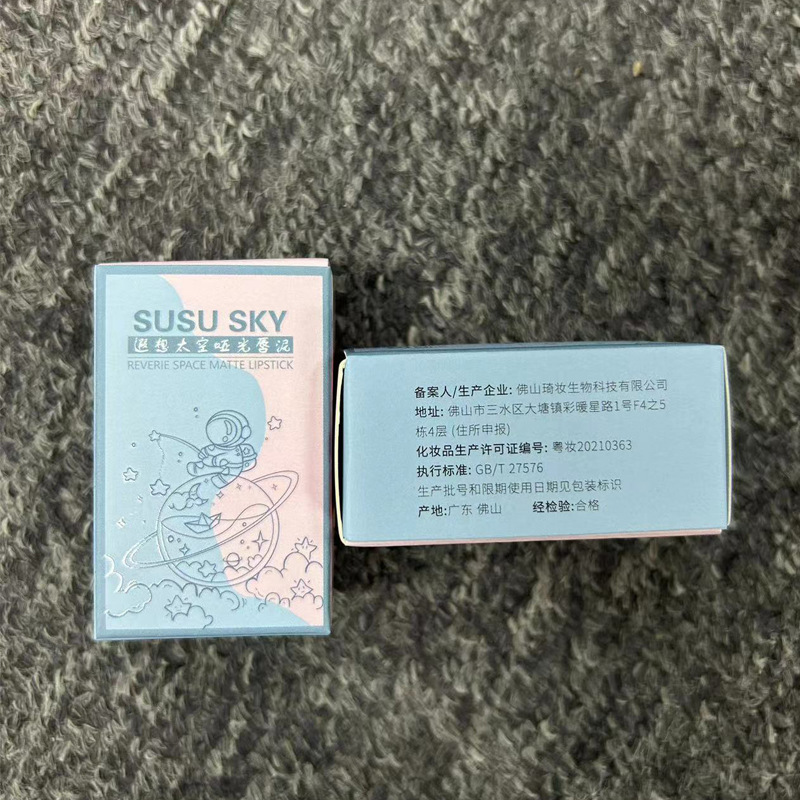 SUSU SKY
遐想太空哑光唇泥
REVERIE SPACE MATTE LIPSTICK
备案人/生产企业: 佛山琦妆生物科技有限公司
地址: 佛山市三水区大塘镇彩暖星路1号F4之5
栋4层 (住所申报)
化妆品生产许可证编号: 粤妆20210363
执行标准: GB/T 27576
生产批号和限期使用日期见包装标识
产地:广东 佛山 经检验:合格